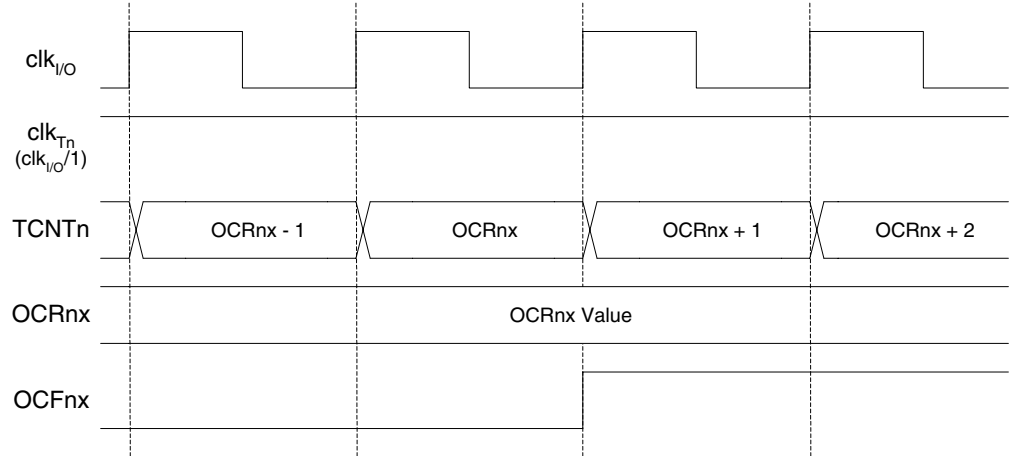 clkI/O
clkTn
(clkI/O/1)
TCNTn OCRnx - 1 OCRnx OCRnx + 1 OCRnx + 2
OCRnx OCRnx Value
OCFnx